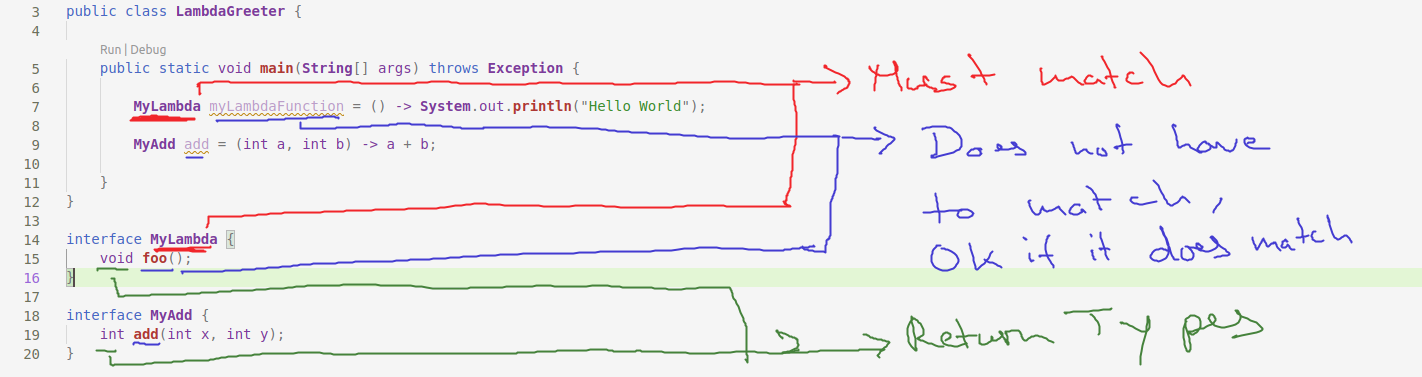 3 public class LambdaGreeter {
4
Run | Debug
5 public static void main(String[] args) throws Exception {
6
7 MyLambda myLambdaFunction = () -> System.out.println("Hello World");
8
9 MyAdd add = (int a, int b) -> a + b;
10
11 }
12 }
13
14 interface MyLambda {
15 void foo();
16 }
17
18 interface MyAdd {
19 int add(int x, int y);
20 }
Must match
Does not have
to match,
Ok if it does match
Return Types